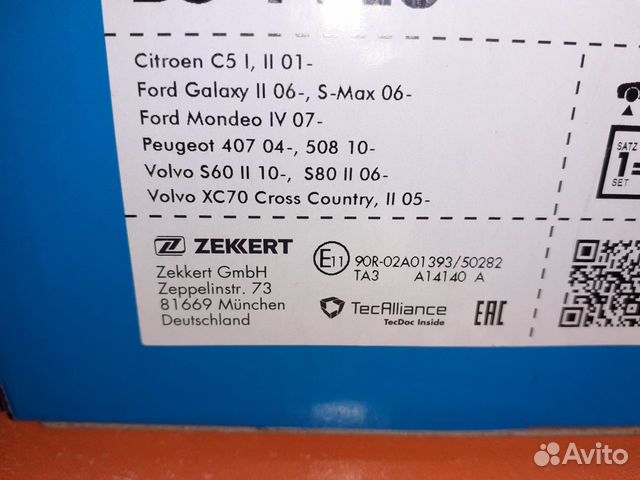 Citroen C5 I, II 01-
Ford Galaxy II 06-, S-Max 06-
Ford Mondeo IV 07-
Peugeot 407 04-, 508 10-
Volvo S60 II 10-, S80 II 06-
Volvo XC70 Cross Country, II 05-
SATZ
1=
SET
ZEKKERT
Zekkert GmbH
Zeppelinstr. 73
81669 München
Deutschland
E11 90R-02A01393/50282
TA3 A14140 A
TecAlliance
TecDoc Inside
EAC
Avito